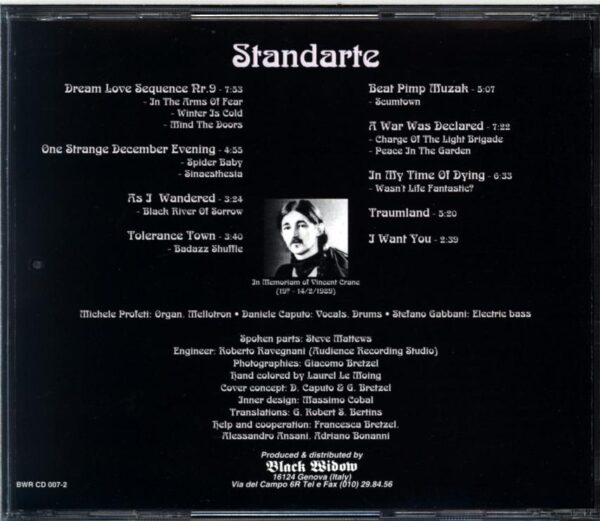 Standarte
Dream Love Sequence Nr.9 - 7:53
- In The Arms Of Fear
- Winter Is Cold
- Mind The Doors
One Strange December Evening - 4:55
- Spider Baby
- Sinaesthesia
As I Wandered - 3:24
- Black River Of Sorrow
Tolerance Town - 3:40
- Badazz Shuffle
Beat Pimp Muzak - 5:07
- Scumtown
A War Was Declared - 7:22
- Charge Of The Light Brigade
- Peace In The Garden
In My Time Of Dying - 6:33
- Wasn't Life Fantastic?
Traumland - 5:20
I Want You - 2:39
In Memoriam of Vincent Crane
(19? - 14/2/1989)
Michele Profeti: Organ, Mellotron • Daniele Caputo: Vocals, Drums • Stefano Gabbani: Electric bass
Spoken parts: Steve Mattews
Engineer: Roberto Ravegnani (Audience Recording Studio)
Photographies: Giacomo Bretzel
Hand colored by Laurel Le Moing
Cover concept: D. Caputo & G. Bretzel
Inner design: Massimo Cobal
Translations: G. Robert S. Bertins
Help and cooperation: Francesca Bretzel,
Alessandro Ansani, Adriano Bonanni
Produced & distributed by
Black Widow
16124 Genova (Italy)
Via del Campo 6R Tel e Fax (010) 29.84.56
BWR CD 007-2